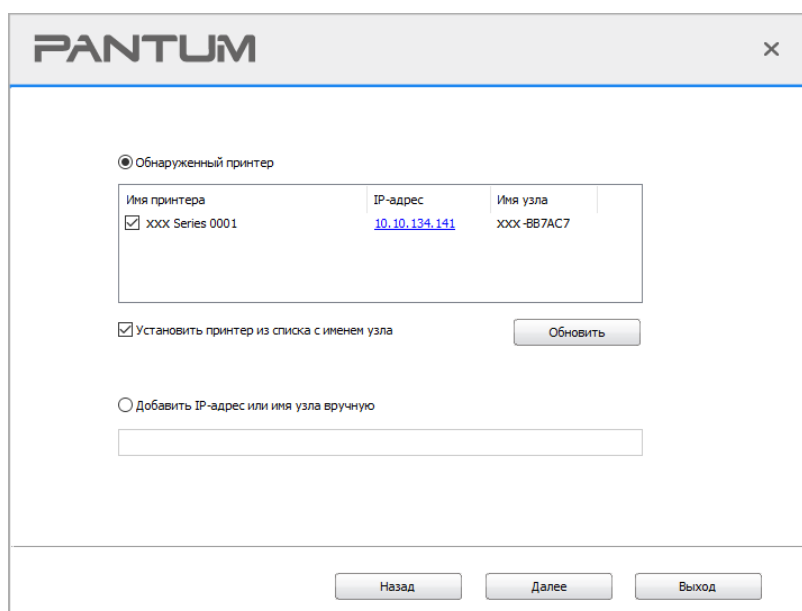 PANTUM
Обнаруженный принтер
Имя принтера IP-адрес Имя узла
XXX Series 0001 10.10.134.141 XXX-BB7AC7
Установить принтер из списка с именем узла Обновить
Добавить IP-адрес или имя узла вручную
Назад Далее Выход